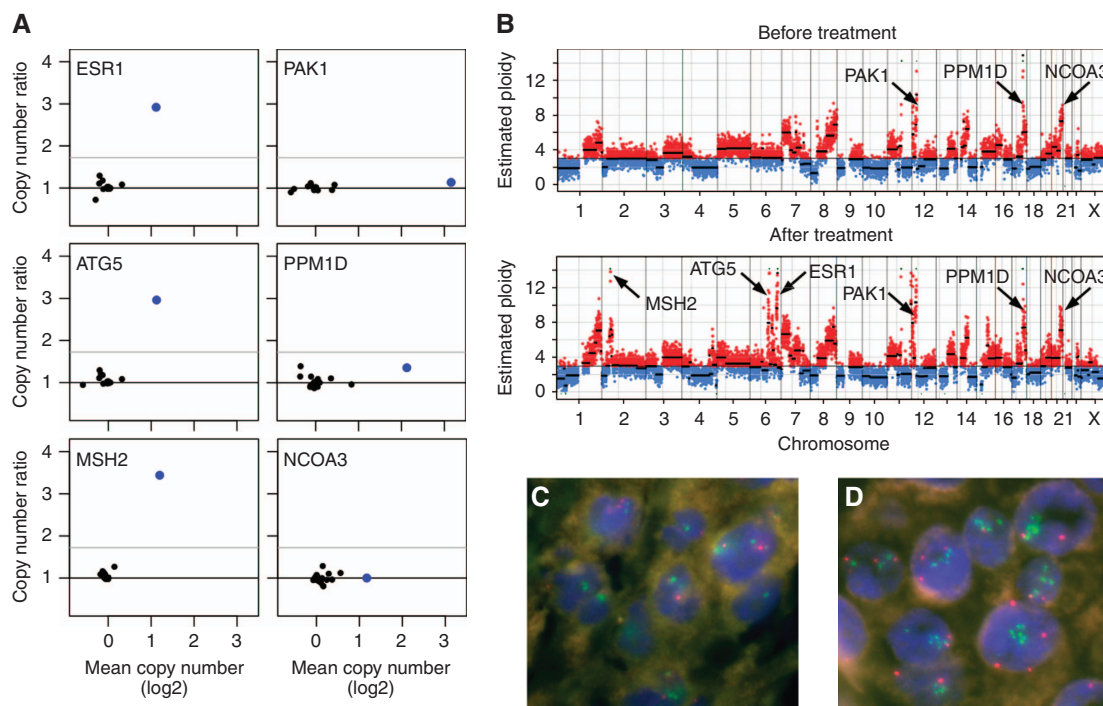 A
ESR1
PAK1
ATG5
PPM1D
MSH2
NCOA3
4
3
2
1
4
3
2
1
4
3
2
1
Copy number ratio
Copy number ratio
Copy number ratio
0 1 2 3
0 1 2 3
Mean copy number
(log2)
Mean copy number
(log2)
B
Before treatment
PAK1
PPM1D
NCOA3
12
8
4
0
Estimated ploidy
1 2 3 4 5 6 7 8 9 10 12 14 16 18 21 X
After treatment
MSH2
ATG5
ESR1
PAK1
PPM1D
NCOA3
12
8
4
0
Estimated ploidy
1 2 3 4 5 6 7 8 9 10 12 14 16 18 21 X
Chromosome
C
D